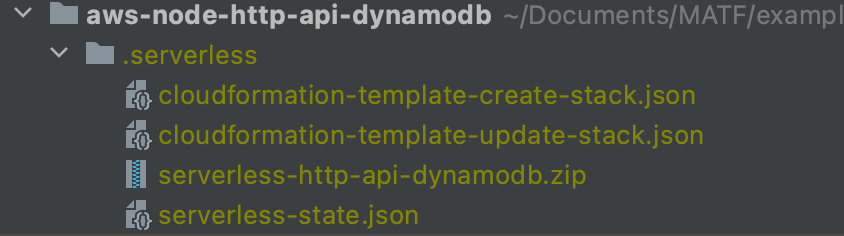 aws-node-http-api-dynamodb ~/Documents/MATF/exampl
.serverless
cloudformation-template-create-stack.json
cloudformation-template-update-stack.json
serverless-http-api-dynamodb.zip
serverless-state.json